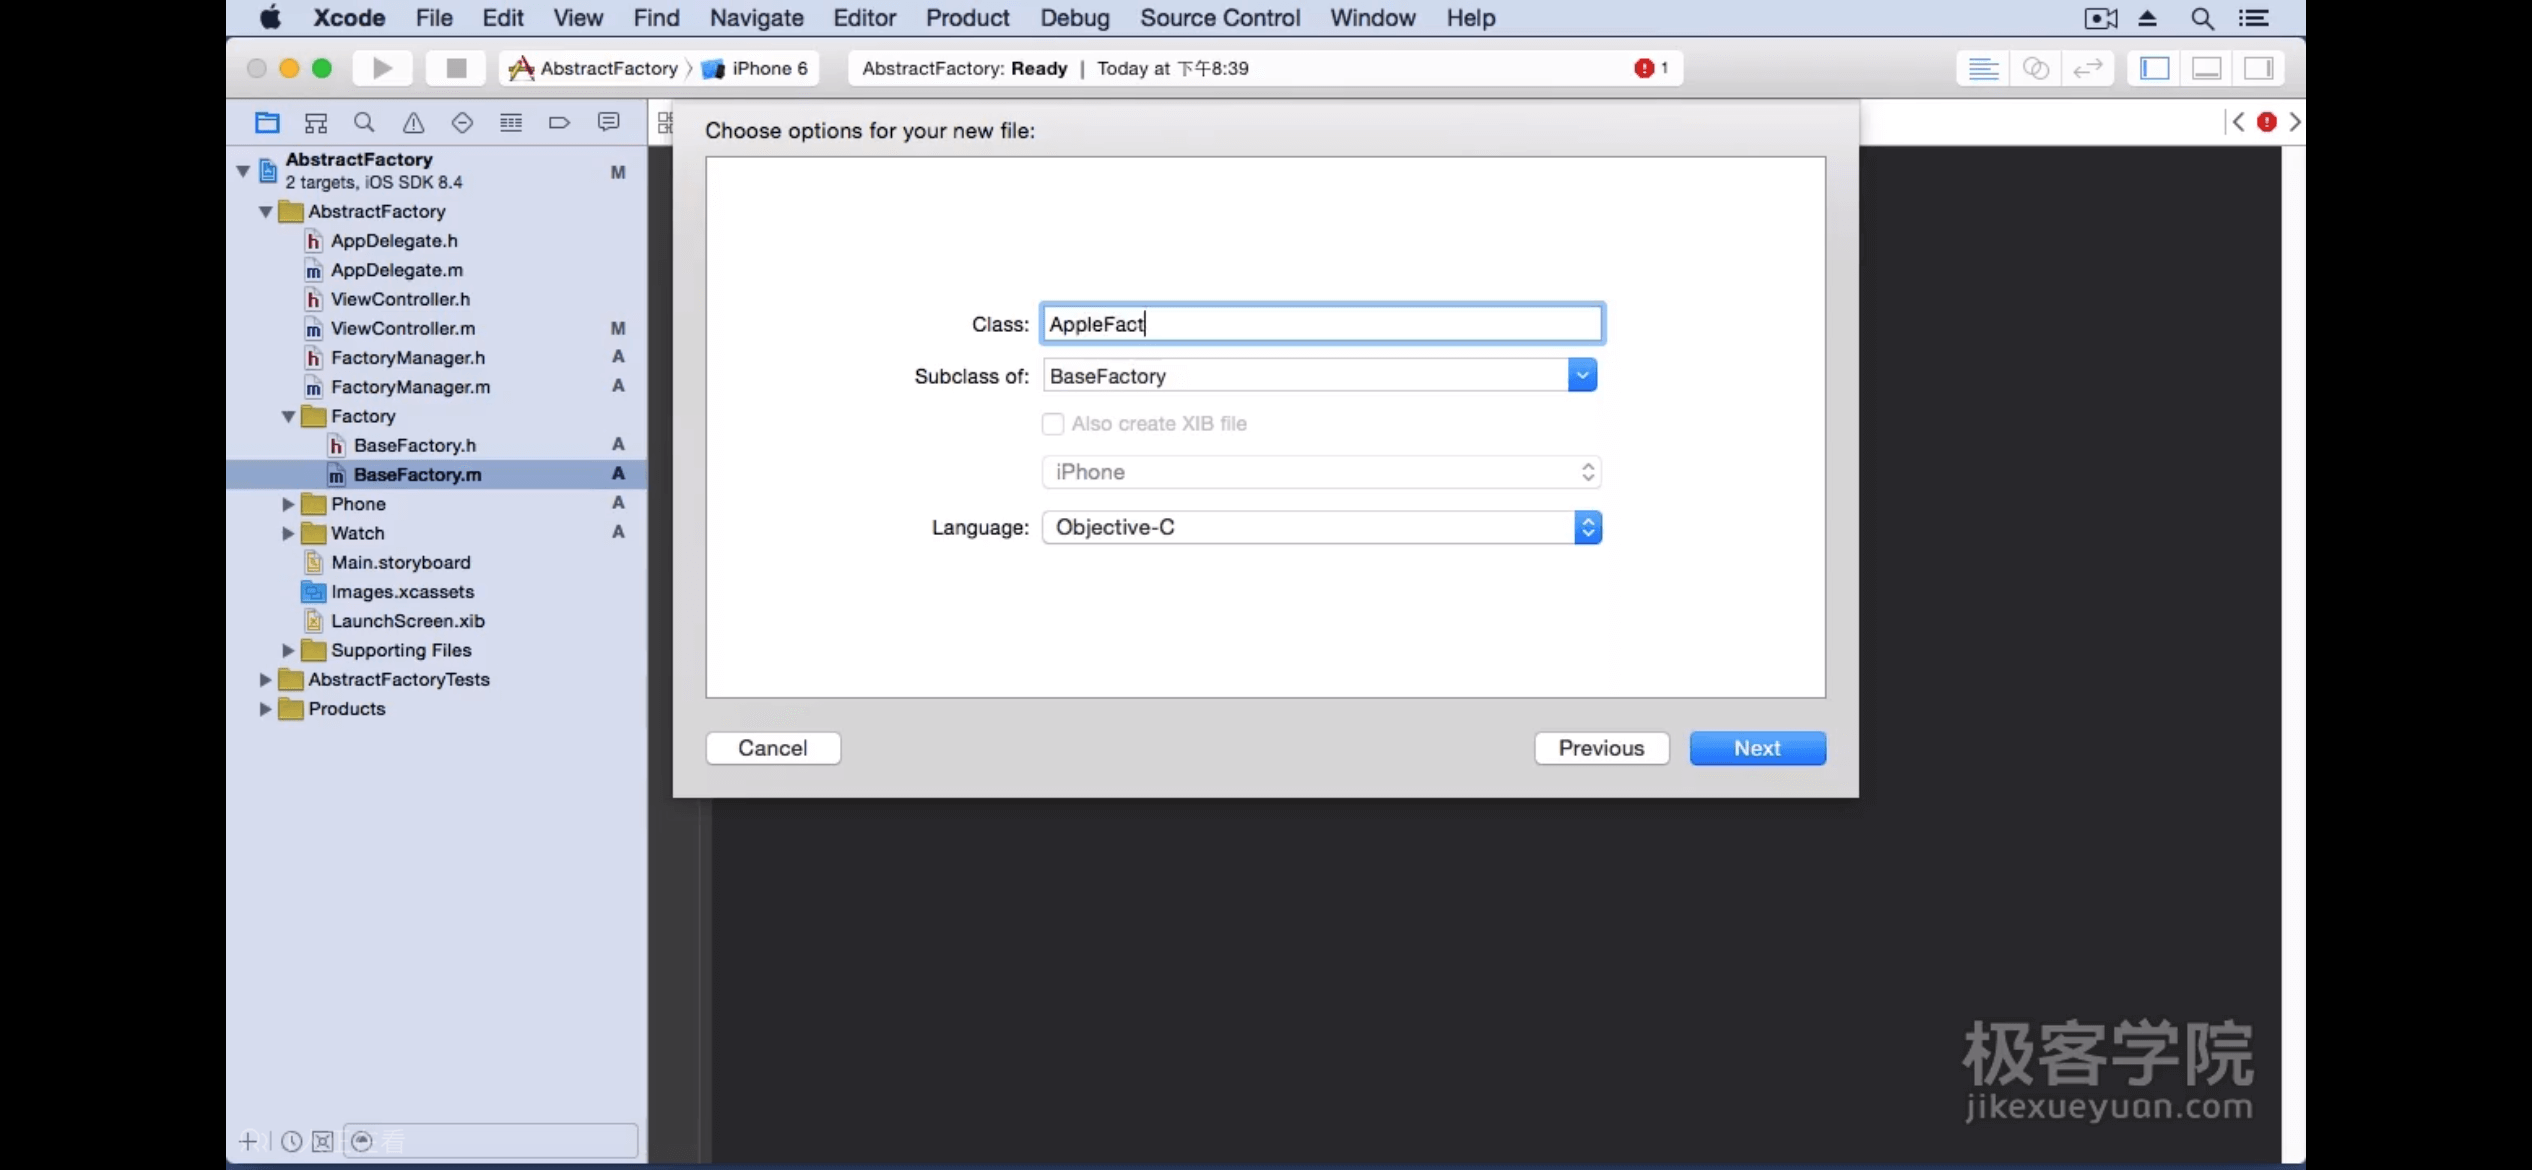 Xcode File Edit View Find Navigate Editor Product Debug Source Control Window Help
AbstractFactory iPhone 6 AbstractFactory: Ready | Today at 下午8:39 1
Choose options for your new file:
AbstractFactory
2 targets, iOS SDK 8.4 M
AbstractFactory
h AppDelegate.h
m AppDelegate.m
h ViewController.h
m ViewController.m M
h FactoryManager.h A
m FactoryManager.m A
Factory
h BaseFactory.h A
m BaseFactory.m A
Phone A
Watch A
Main.storyboard
Images.xcassets
LaunchScreen.xib
Supporting Files
AbstractFactoryTests
Products
Class: AppleFact
Subclass of: BaseFactory
Also create XIB file
iPhone
Language: Objective-C
Cancel Previous Next
极客学院
jikexueyuan.com